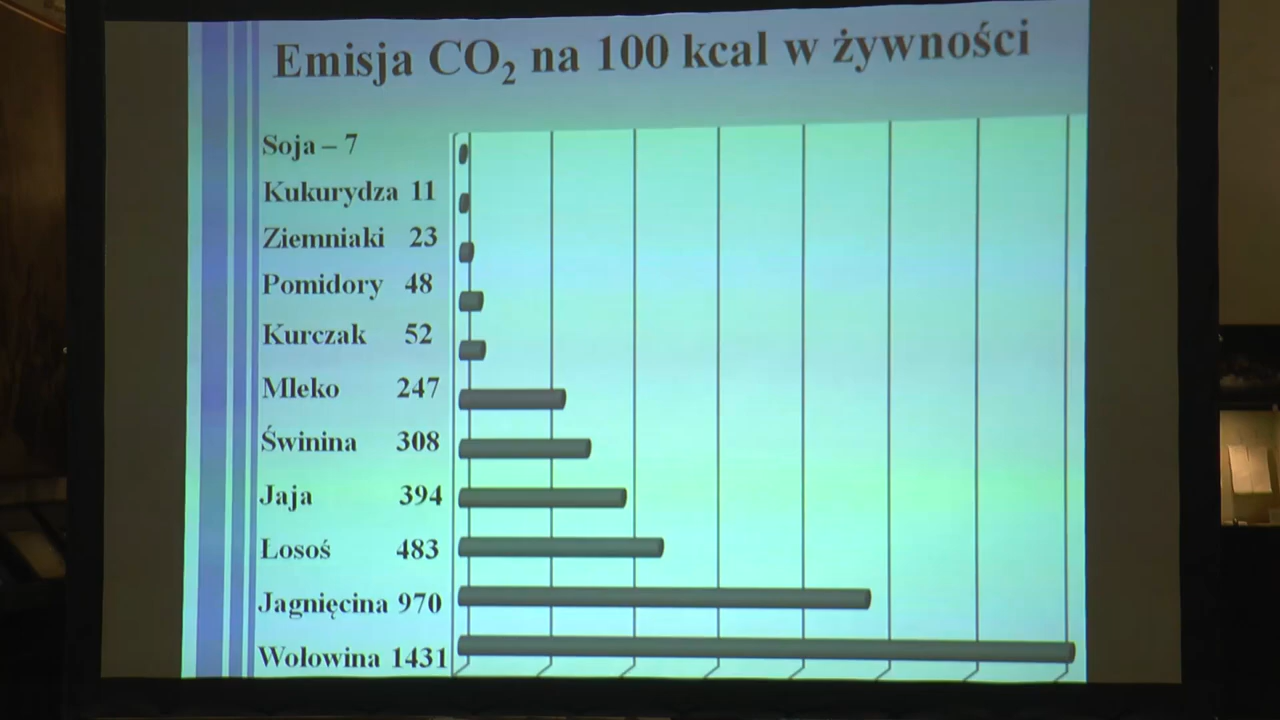 Emisja CO₂ na 100 kcal w żywności
Soja – 7
Kukurydza 11
Ziemniaki 23
Pomidory 48
Kurczak 52
Mleko 247
Świnina 308
Jaja 394
Łosoś 483
Jagnięcina 970
Wołowina 1431